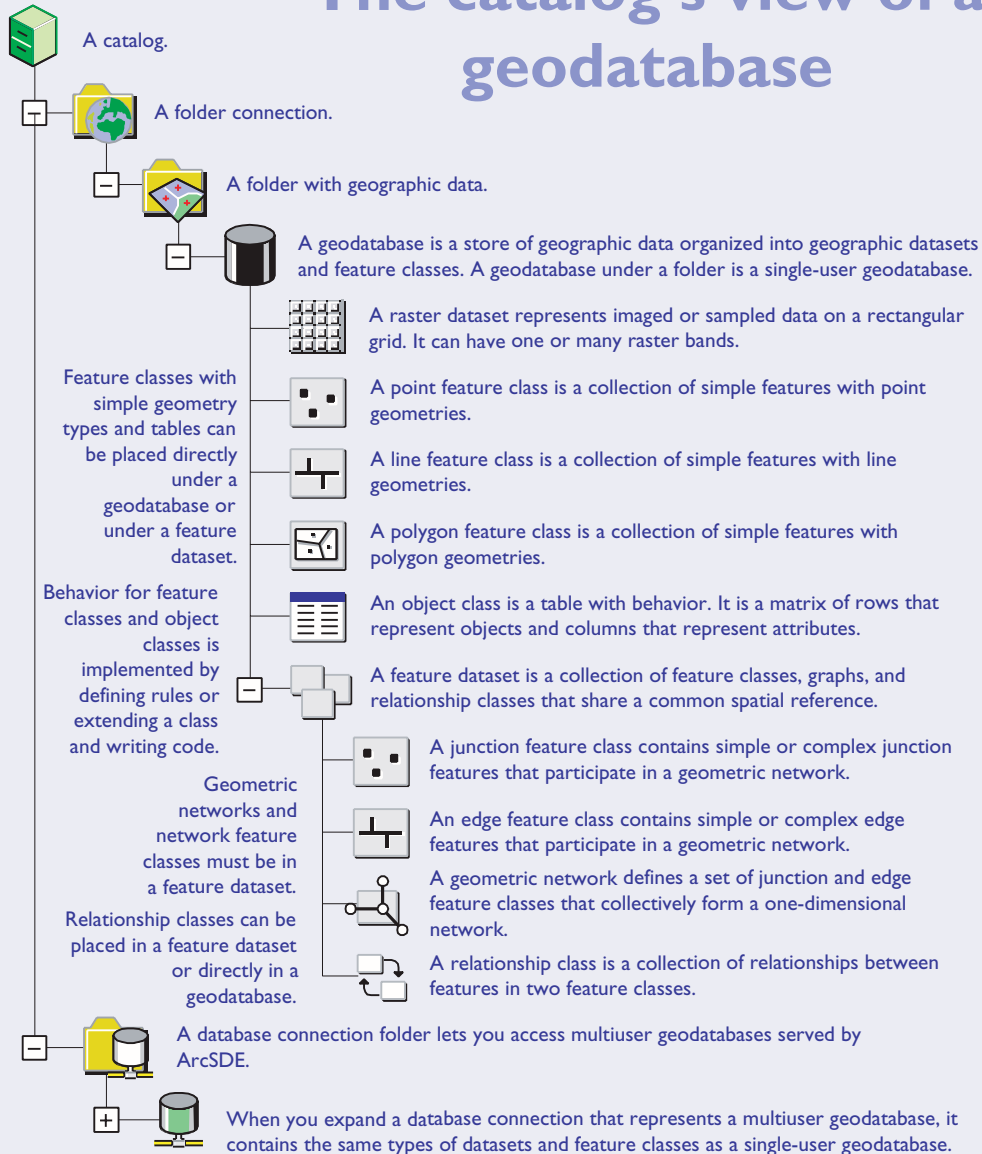 The catalog's view of a
geodatabase
A catalog.
A folder connection.
A folder with geographic data.
A geodatabase is a store of geographic data organized into geographic datasets
and feature classes. A geodatabase under a folder is a single-user geodatabase.
A raster dataset represents imaged or sampled data on a rectangular
grid. It can have one or many raster bands.
Feature classes with
simple geometry
types and tables can
be placed directly
under a
geodatabase or
under a feature
dataset.
A point feature class is a collection of simple features with point
geometries.
A line feature class is a collection of simple features with line
geometries.
A polygon feature class is a collection of simple features with
polygon geometries.
Behavior for feature
classes and object
classes is
implemented by
defining rules or
extending a class
and writing code.
An object class is a table with behavior. It is a matrix of rows that
represent objects and columns that represent attributes.
A feature dataset is a collection of feature classes, graphs, and
relationship classes that share a common spatial reference.
A junction feature class contains simple or complex junction
features that participate in a geometric network.
Geometric
networks and
network feature
classes must be in
a feature dataset.
An edge feature class contains simple or complex edge
features that participate in a geometric network.
A geometric network defines a set of junction and edge
feature classes that collectively form a one-dimensional
network.
Relationship classes can be
placed in a feature dataset
or directly in a
geodatabase.
A relationship class is a collection of relationships between
features in two feature classes.
A database connection folder lets you access multiuser geodatabases served by
ArcSDE.
When you expand a database connection that represents a multiuser geodatabase, it
contains the same types of datasets and feature classes as a single-user geodatabase.